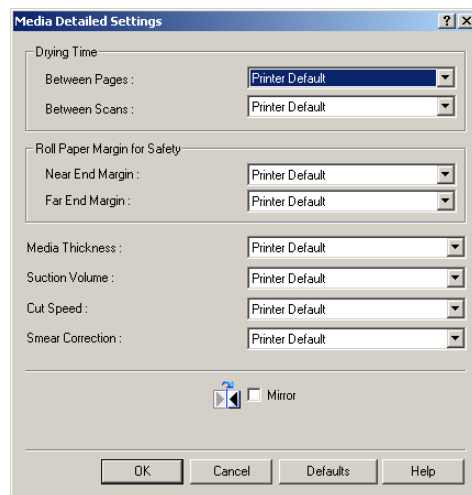 Media Detailed Settings
Drying Time
Between Pages : Printer Default
Between Scans : Printer Default
Roll Paper Margin for Safety
Near End Margin : Printer Default
Far End Margin : Printer Default
Media Thickness : Printer Default
Suction Volume : Printer Default
Cut Speed : Printer Default
Smear Correction : Printer Default
Mirror
OK Cancel Defaults Help